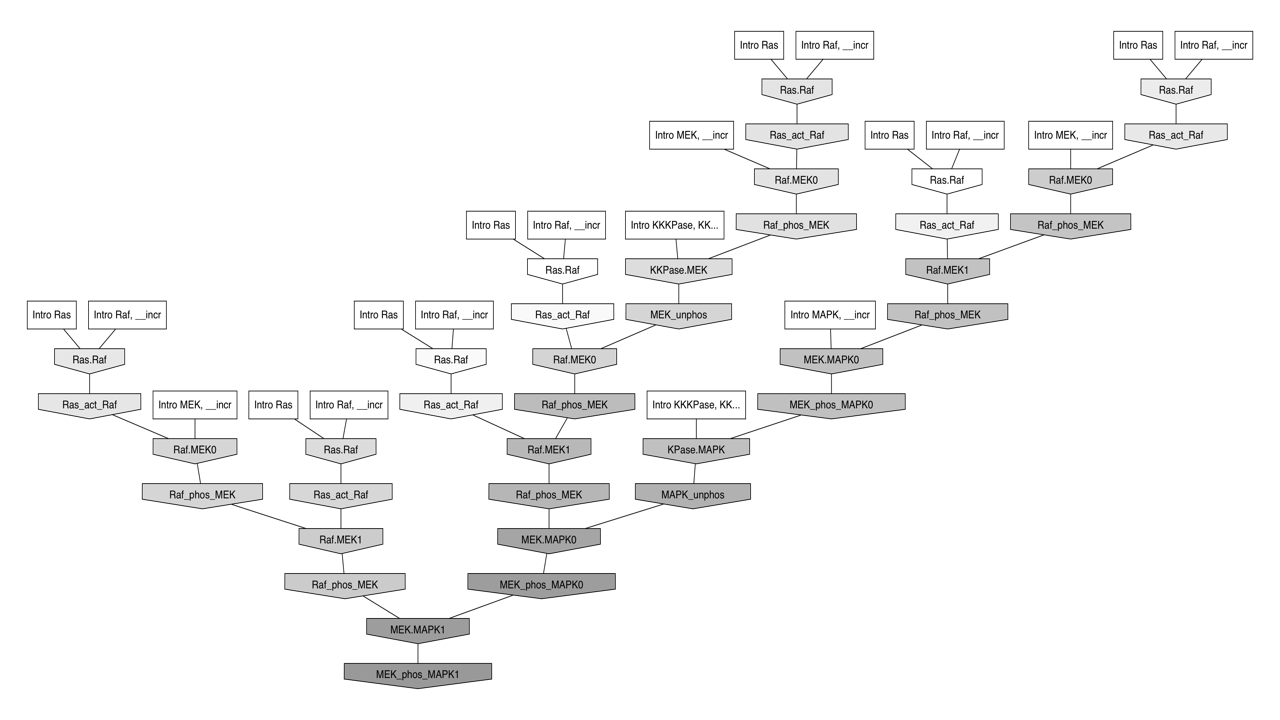 Intro Ras
Intro Raf, __incr
Intro Ras
Intro Raf, __incr
Ras.Raf
Ras.Raf
Intro MEK, __incr
Ras_act_Raf
Intro Ras
Intro Raf, __incr
Intro MEK, __incr
Ras_act_Raf
Raf.MEK0
Ras.Raf
Raf.MEK0
Intro Ras
Intro Raf, __incr
Intro KKKPase, KK...
Raf_phos_MEK
Ras_act_Raf
Raf_phos_MEK
Ras.Raf
KKPase.MEK
Raf.MEK1
Intro Ras
Intro Raf, __incr
Intro Ras
Intro Raf, __incr
Ras_act_Raf
MEK_unphos
Intro MAPK, __incr
Raf_phos_MEK
Ras.Raf
Ras.Raf
Raf.MEK0
MEK.MAPK0
Ras_act_Raf
Intro MEK, __incr
Intro Ras
Intro Raf, __incr
Ras_act_Raf
Raf_phos_MEK
Intro KKKPase, KK...
MEK_phos_MAPK0
Raf.MEK0
Ras.Raf
Raf.MEK1
KPase.MAPK
Raf_phos_MEK
Ras_act_Raf
Raf_phos_MEK
MAPK_unphos
Raf.MEK1
MEK.MAPK0
Raf_phos_MEK
MEK_phos_MAPK0
MEK.MAPK1
MEK_phos_MAPK1